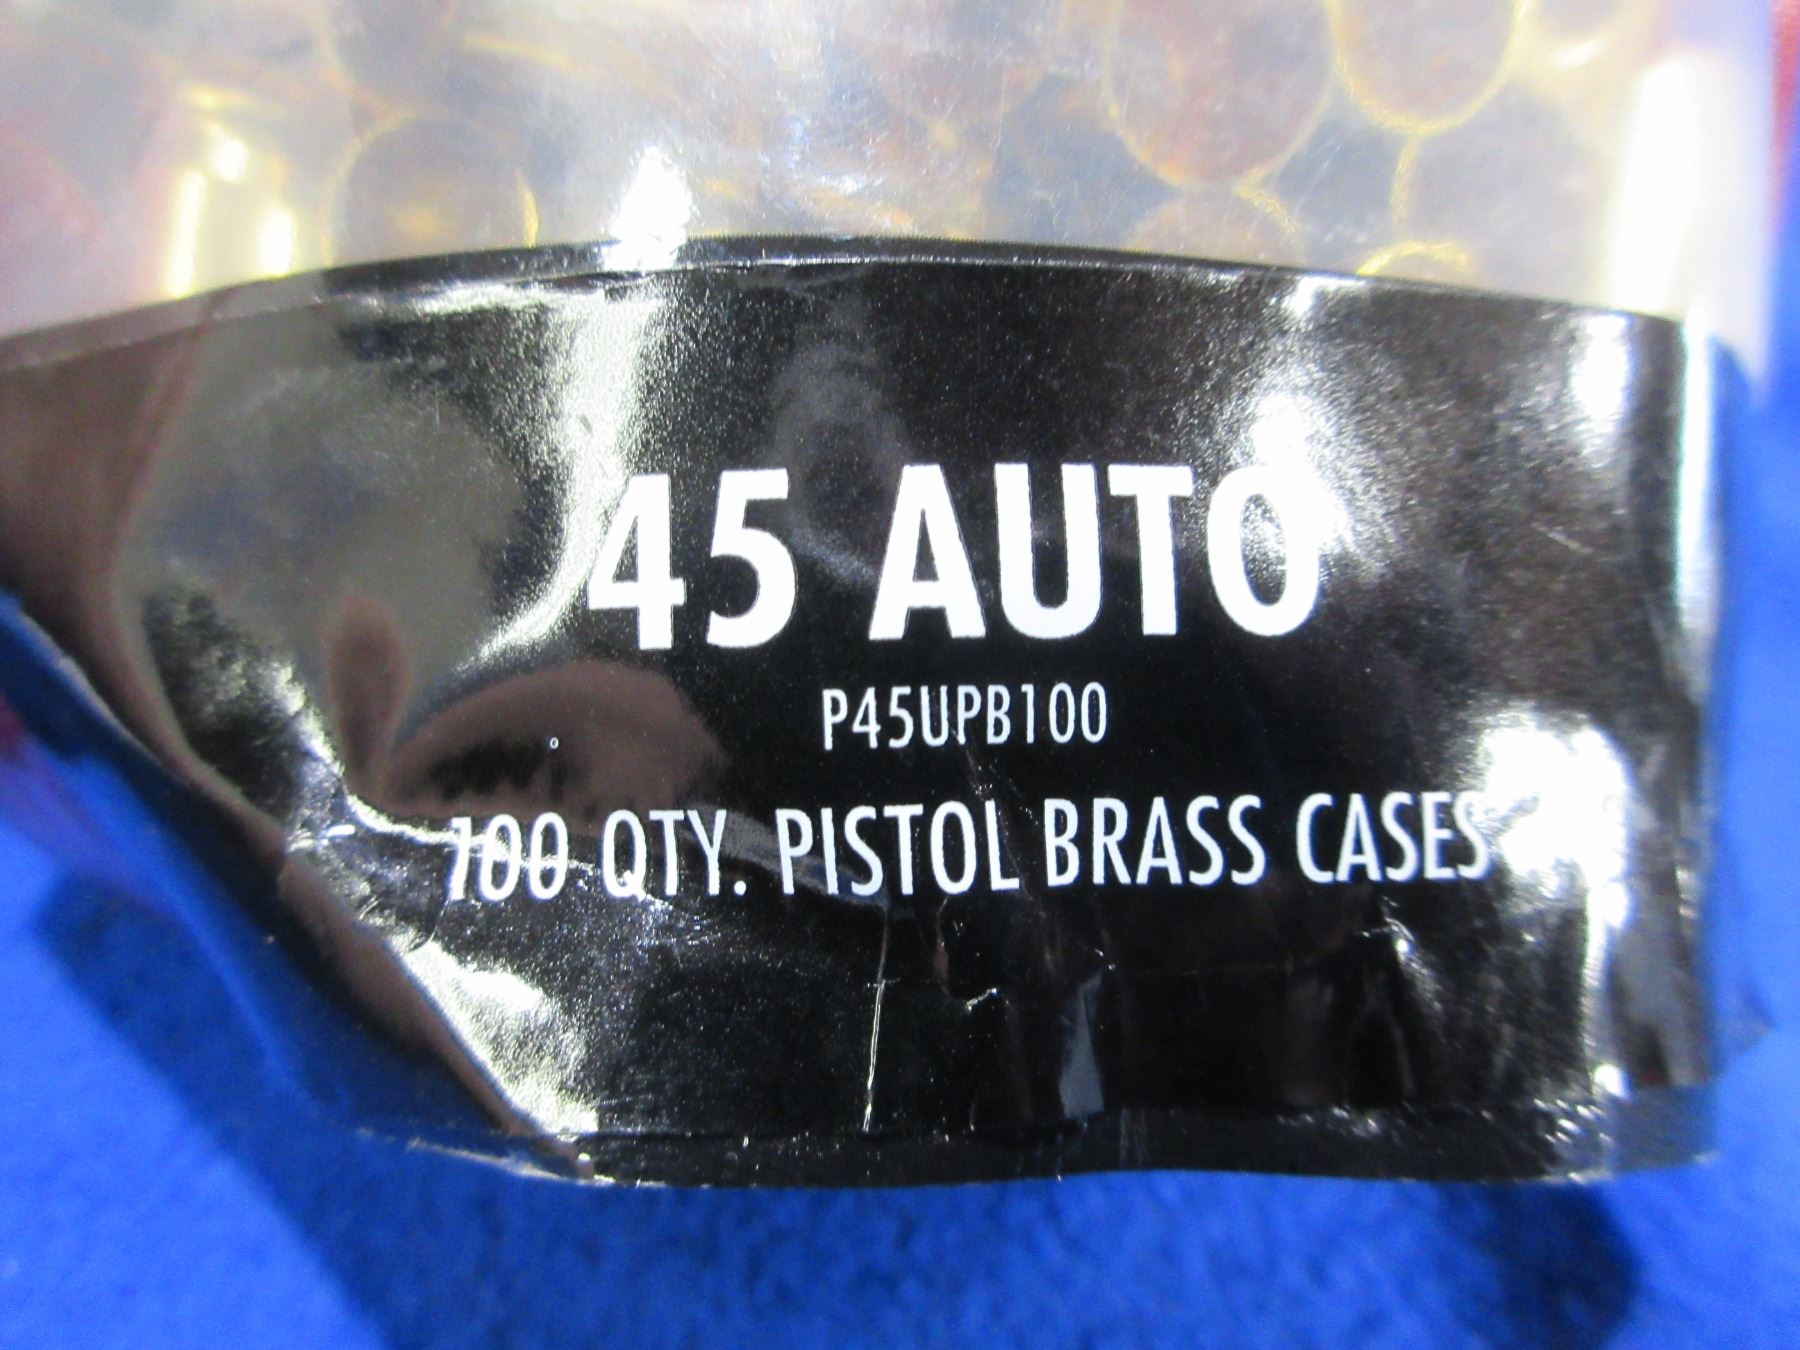 45 AUTO
P45UPB100
100 QTY. PISTOL BRASS CASES